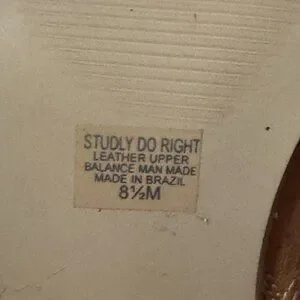 STUDLY DO RIGHT
LEATHER UPPER
BALANCE MAN MADE
MADE IN BRAZIL
8½M